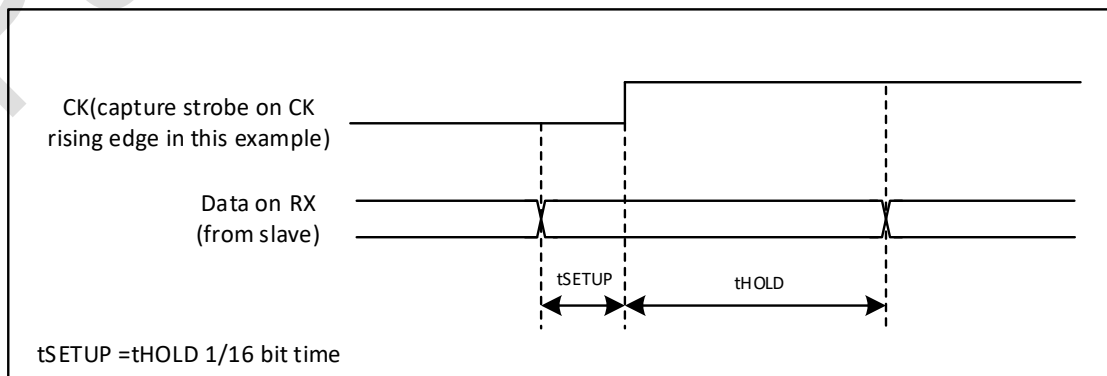 CK(capture strobe on CK
rising edge in this example)
Data on RX
(from slave)
tSETUP
tHOLD
tSETUP =tHOLD 1/16 bit time